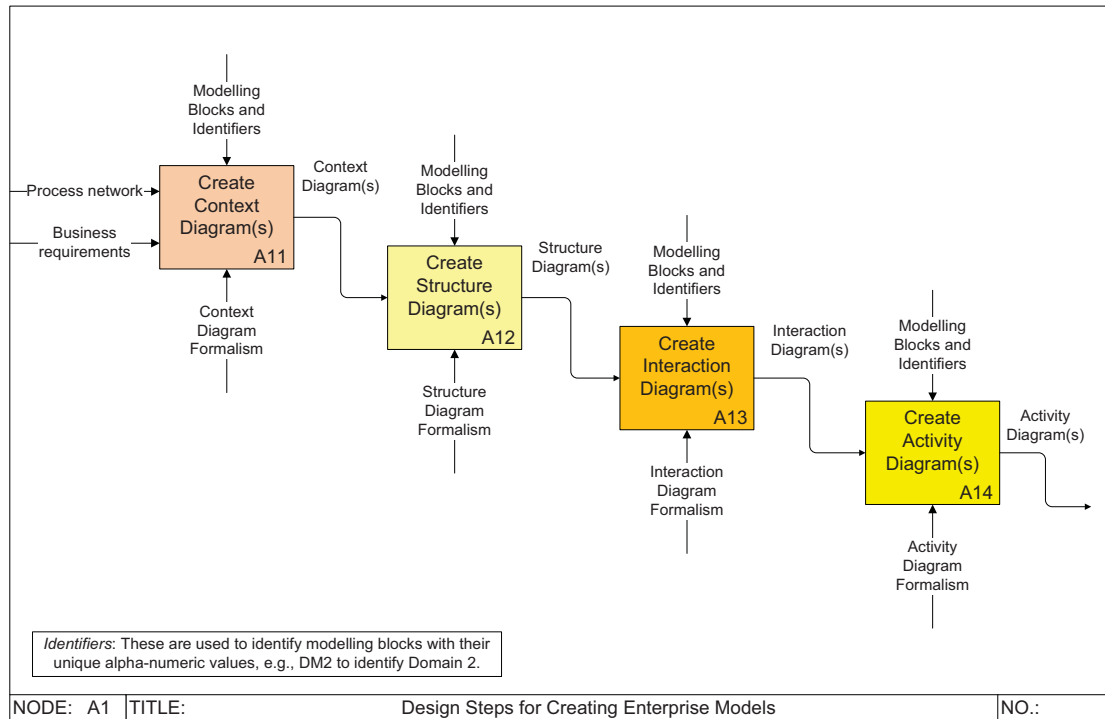 Modelling
Blocks and
Identifiers
Process network
Business
requirements
Create
Context
Diagram(s)
A11
Context
Diagram
Formalism
Context
Diagram(s)
Modelling
Blocks and
Identifiers
Create
Structure
Diagram(s)
A12
Structure
Diagram
Formalism
Structure
Diagram(s)
Modelling
Blocks and
Identifiers
Create
Interaction
Diagram(s)
A13
Interaction
Diagram
Formalism
Interaction
Diagram(s)
Modelling
Blocks and
Identifiers
Create
Activity
Diagram(s)
A14
Activity
Diagram
Formalism
Activity
Diagram(s)
Identifiers: These are used to identify modelling blocks with their
unique alpha-numeric values, e.g., DM2 to identify Domain 2.
NODE: A1 TITLE: Design Steps for Creating Enterprise Models NO.: